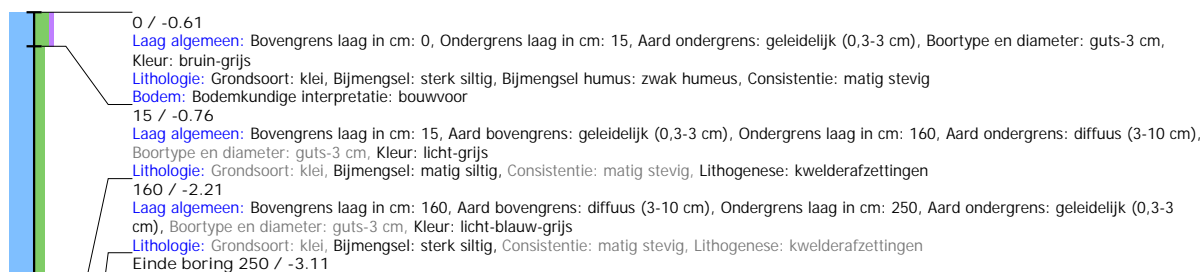 0 / -0.61
Laag algemeen: Bovengrens laag in cm: 0, Ondergrens laag in cm: 15, Aard ondergrens: geleidelijk (0,3-3 cm), Boortype en diameter: guts-3 cm,
Kleur: bruin-grijs
Lithologie: Grondsoort: klei, Bijmengsel: sterk siltig, Bijmengsel humus: zwak humeus, Consistentie: matig stevig
Bodem: Bodemkundige interpretatie: bouwvoor
15 / -0.76
Laag algemeen: Bovengrens laag in cm: 15, Aard bovengrens: geleidelijk (0,3-3 cm), Ondergrens laag in cm: 160, Aard ondergrens: diffuus (3-10 cm),
Boortype en diameter: guts-3 cm, Kleur: licht-grijs
Lithologie: Grondsoort: klei, Bijmengsel: matig siltig, Consistentie: matig stevig, Lithogenese: kwelderafzettingen
160 / -2.21
Laag algemeen: Bovengrens laag in cm: 160, Aard bovengrens: diffuus (3-10 cm), Ondergrens laag in cm: 250, Aard ondergrens: geleidelijk (0,3-3
cm), Boortype en diameter: guts-3 cm, Kleur: licht-blauw-grijs
Lithologie: Grondsoort: klei, Bijmengsel: sterk siltig, Consistentie: matig stevig, Lithogenese: kwelderafzettingen
Einde boring 250 / -3.11